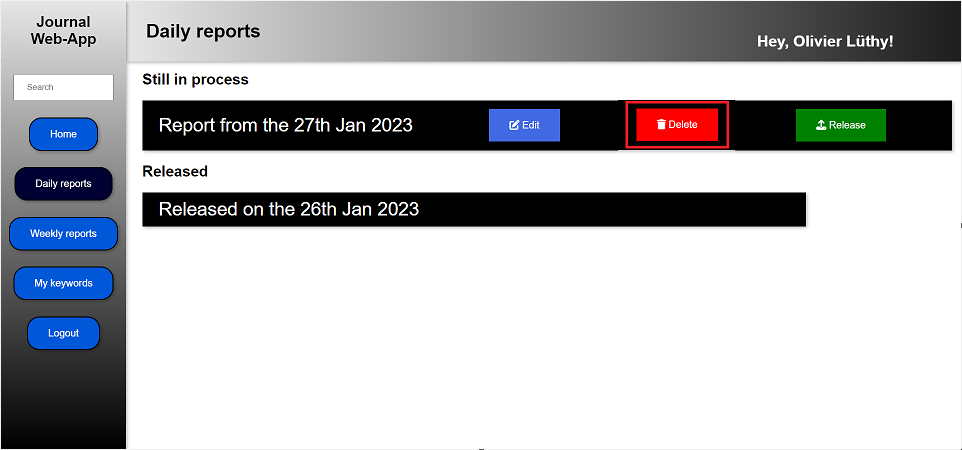 Journal
Web-App
Search
Home
Daily reports
Weekly reports
My keywords
Logout
Daily reports
Hey, Olivier Lüthy!
Still in process
Report from the 27th Jan 2023 Edit Delete Release
Released
Released on the 26th Jan 2023